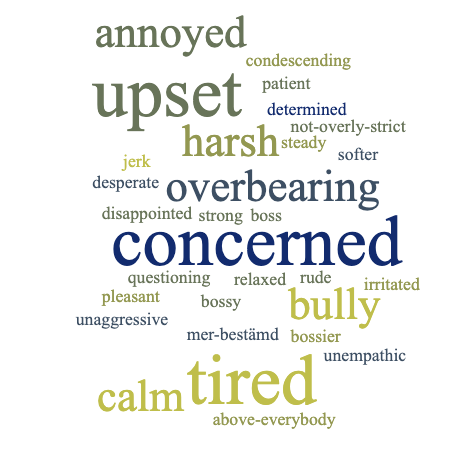 annoyed
condescending
upset patient
determined
not-overly-strict
harsh steady
softer
jerk
desperate overbearing
disappointed strong boss
concerned
questioning relaxed rude
irritated
pleasant bossy bully
unaggressive
mer-bestämd bossier
unempathic
calm tired
above-everybody